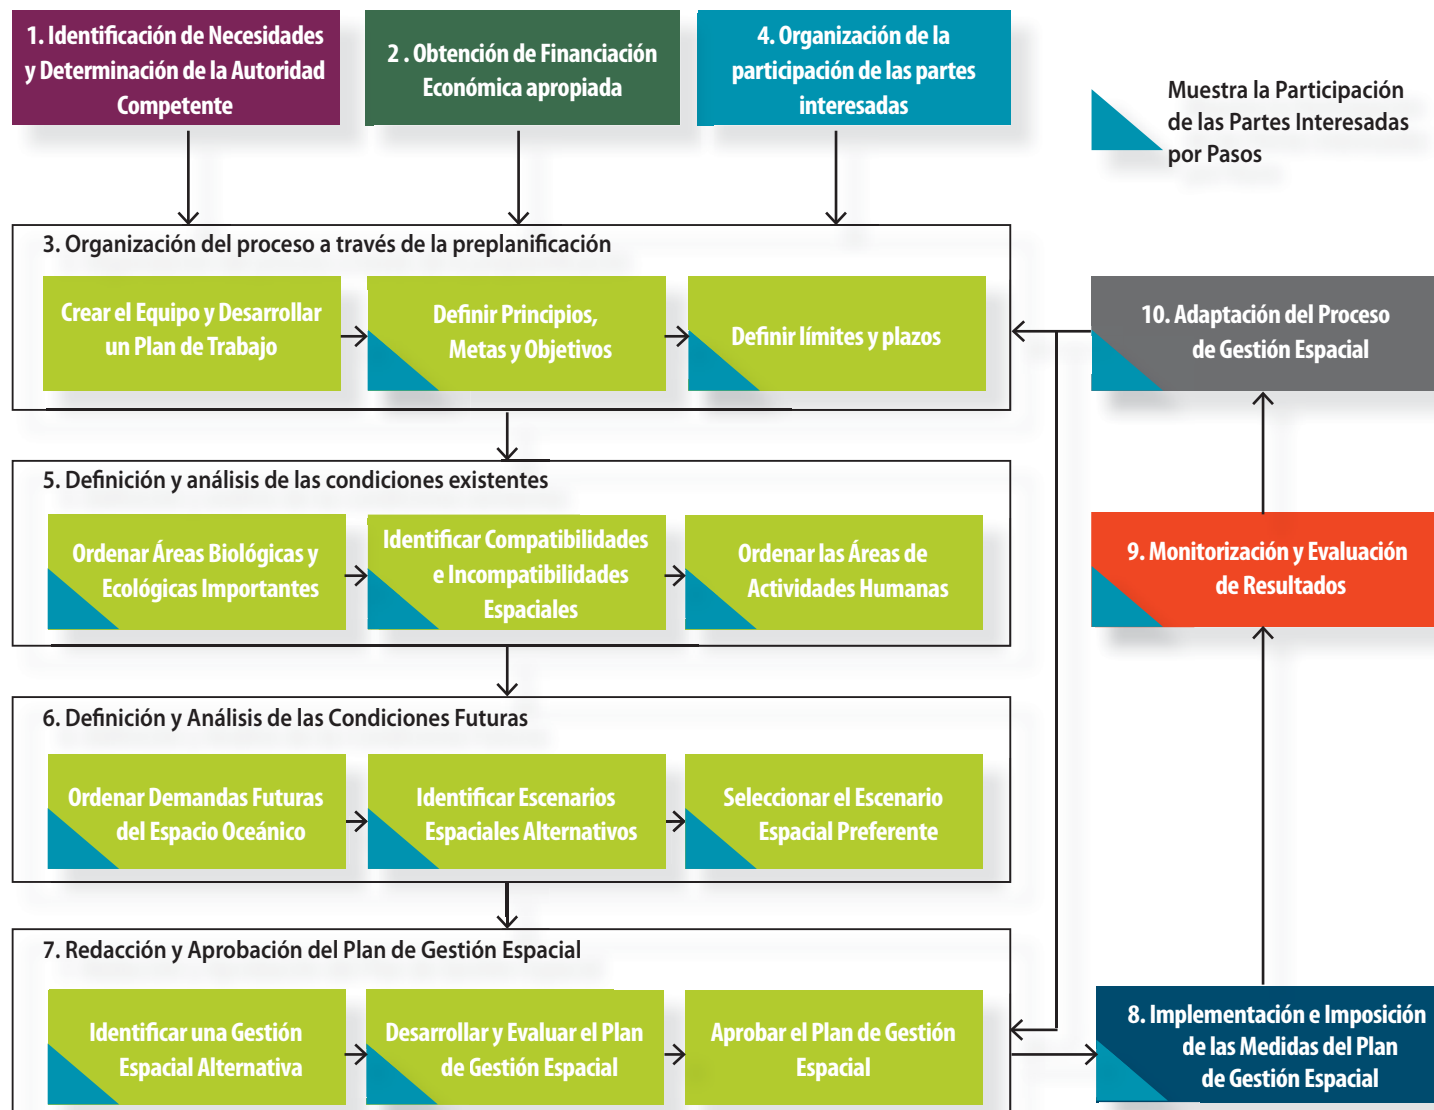 1. Identificación de Necesidades
y Determinación de la Autoridad
Competente
2 . Obtención de Financiación
Económica apropiada
4. Organización de la
participación de las partes
interesadas
Muestra la Participación
de las Partes Interesadas
por Pasos
3. Organización del proceso a través de la preplanificación
Crear el Equipo y Desarrollar
un Plan de Trabajo
Definir Principios,
Metas y Objetivos
Definir límites y plazos
10. Adaptación del Proceso
de Gestión Espacial
5. Definición y análisis de las condiciones existentes
Ordenar Áreas Biológicas y
Ecológicas Importantes
Identificar Compatibilidades
e Incompatibilidades
Espaciales
Ordenar las Áreas de
Actividades Humanas
9. Monitorización y Evaluación
de Resultados
6. Definición y Análisis de las Condiciones Futuras
Ordenar Demandas Futuras
del Espacio Oceánico
Identificar Escenarios
Espaciales Alternativos
Seleccionar el Escenario
Espacial Preferente
7. Redacción y Aprobación del Plan de Gestión Espacial
Identificar una Gestión
Espacial Alternativa
Desarrollar y Evaluar el Plan
de Gestión Espacial
Aprobar el Plan de Gestión
Espacial
8. Implementación e Imposición
de las Medidas del Plan
de Gestión Espacial